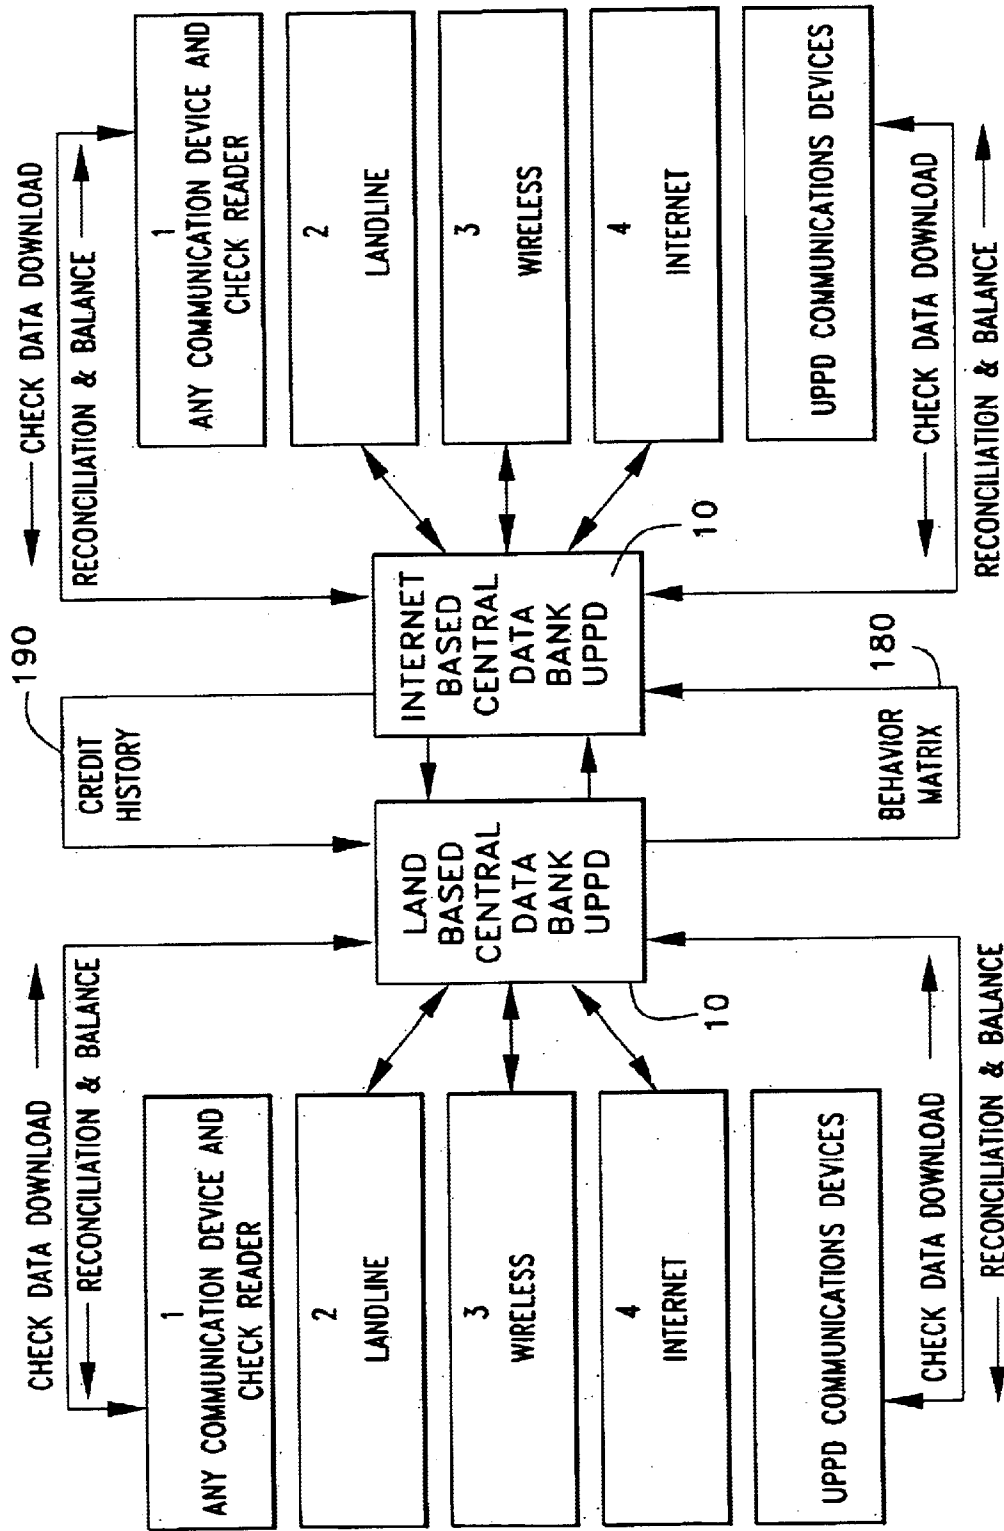 CHECK DATA DOWNLOAD
RECONCILIATION & BALANCE
1
ANY COMMUNICATION DEVICE AND
CHECK READER
2
LANDLINE
3
WIRELESS
4
INTERNET
UPPD COMMUNICATIONS DEVICES
CHECK DATA DOWNLOAD
RECONCILIATION & BALANCE
190
CREDIT
HISTORY
LAND
BASED
CENTRAL
DATA
BANK
UPPD
10
INTERNET
BASED
CENTRAL
DATA
BANK
UPPD
10
BEHAVIOR
MATRIX
180
CHECK DATA DOWNLOAD
RECONCILIATION & BALANCE
1
ANY COMMUNICATION DEVICE AND
CHECK READER
2
LANDLINE
3
WIRELESS
4
INTERNET
UPPD COMMUNICATIONS DEVICES
CHECK DATA DOWNLOAD
RECONCILIATION & BALANCE